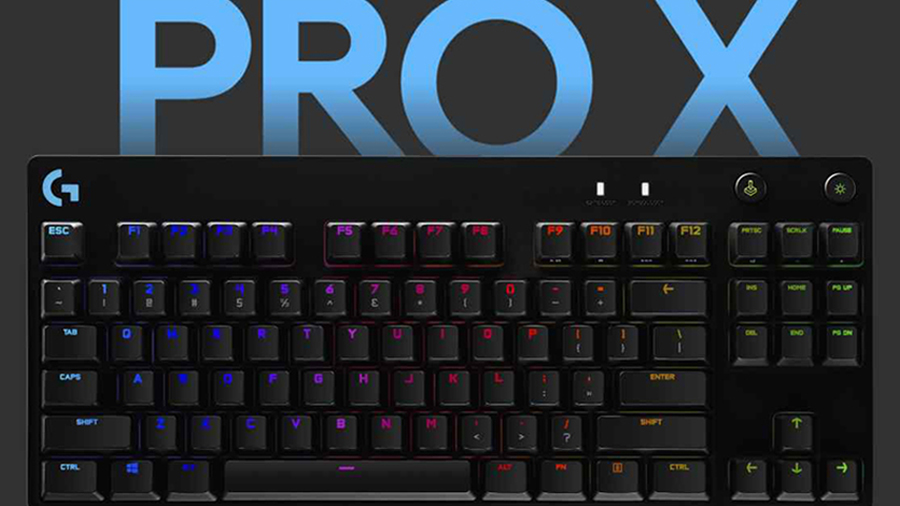 PRO X
G
ESC F1 F2 F3 F4 F5 F6 F7 F8 F9 F10 F11 F12 PRTSC SCRLK PAUSE
1 2 3 4 5 6 7 8 9 0 - = ← INS HOME PG UP
TAB Q W E R T Y U I O P [ ] \ DEL END PG DN
{ } |
CAPS A S D F G H J K L ; ' ENTER
SHIFT Z X C V B N M , . / SHIFT ↑
< > ?
CTRL ALT ALT FN CTRL ← ↓ →